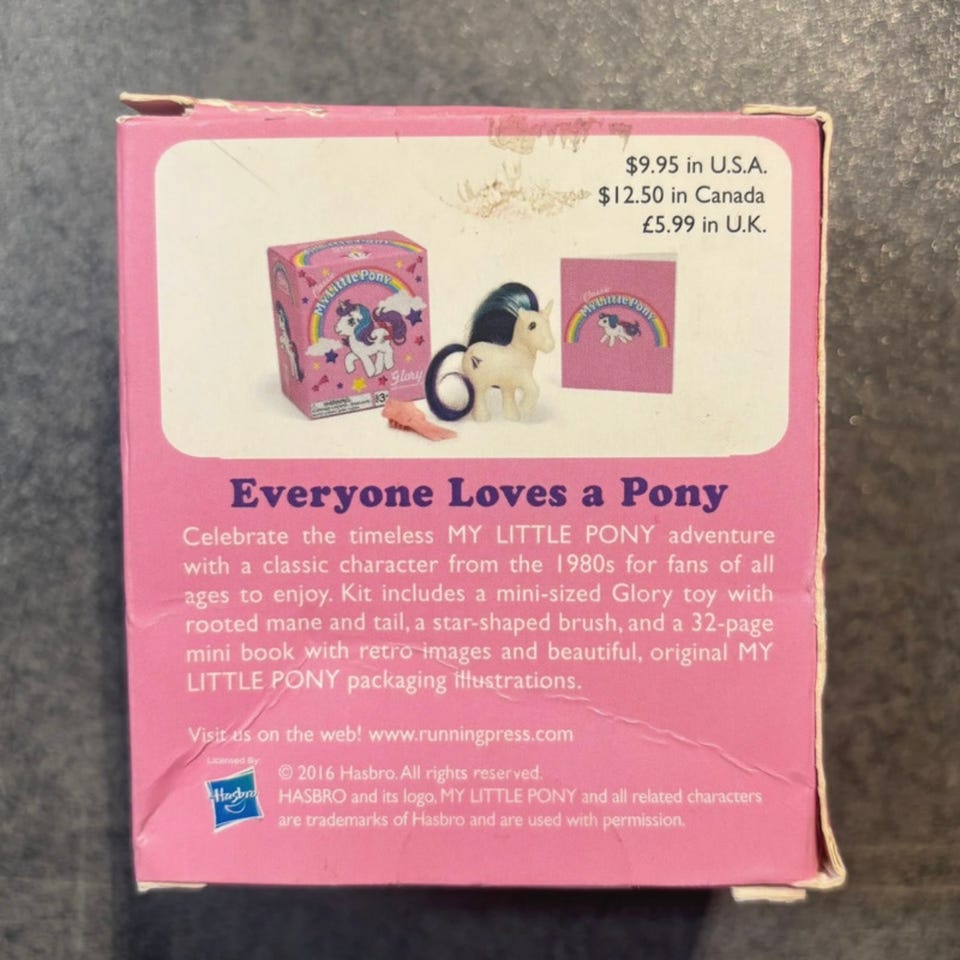 $9.95 in U.S.A.
$12.50 in Canada
£5.99 in U.K.
Classic
My Little Pony
Glory
Classic
My Little Pony
Everyone Loves a Pony
Celebrate the timeless MY LITTLE PONY adventure
with a classic character from the 1980s for fans of all
ages to enjoy. Kit includes a mini-sized Glory toy with
rooted mane and tail, a star-shaped brush, and a 32-page
mini book with retro images and beautiful, original MY
LITTLE PONY packaging illustrations.
Visit us on the web! www.runningpress.com
Licensed By:
Hasbro
© 2016 Hasbro. All rights reserved.
HASBRO and its logo, MY LITTLE PONY and all related characters
are trademarks of Hasbro and are used with permission.